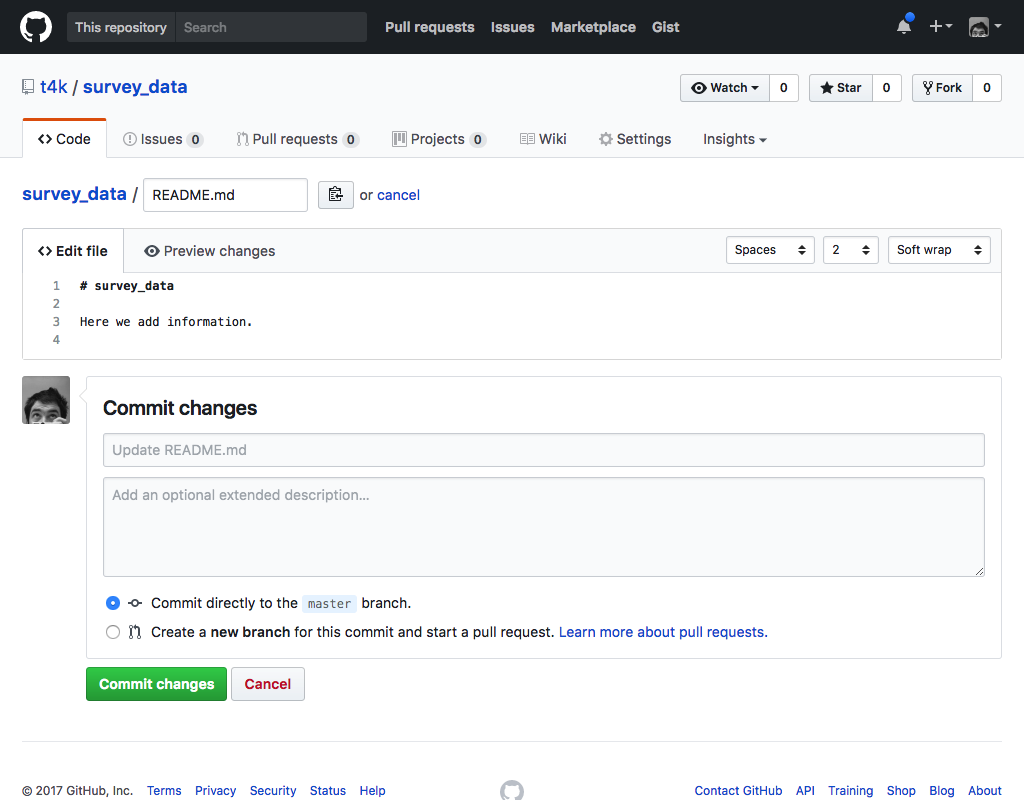 This repository Search Pull requests Issues Marketplace Gist
t4k / survey_data Watch 0 Star 0 Fork 0
Code Issues 0 Pull requests 0 Projects 0 Wiki Settings Insights
survey_data / README.md or cancel
Edit file Preview changes Spaces 2 Soft wrap
1 # survey_data
2
3 Here we add information.
4
Commit changes
Update README.md
Add an optional extended description...
Commit directly to the master branch.
Create a new branch for this commit and start a pull request. Learn more about pull requests.
Commit changes Cancel
© 2017 GitHub, Inc. Terms Privacy Security Status Help Contact GitHub API Training Shop Blog About